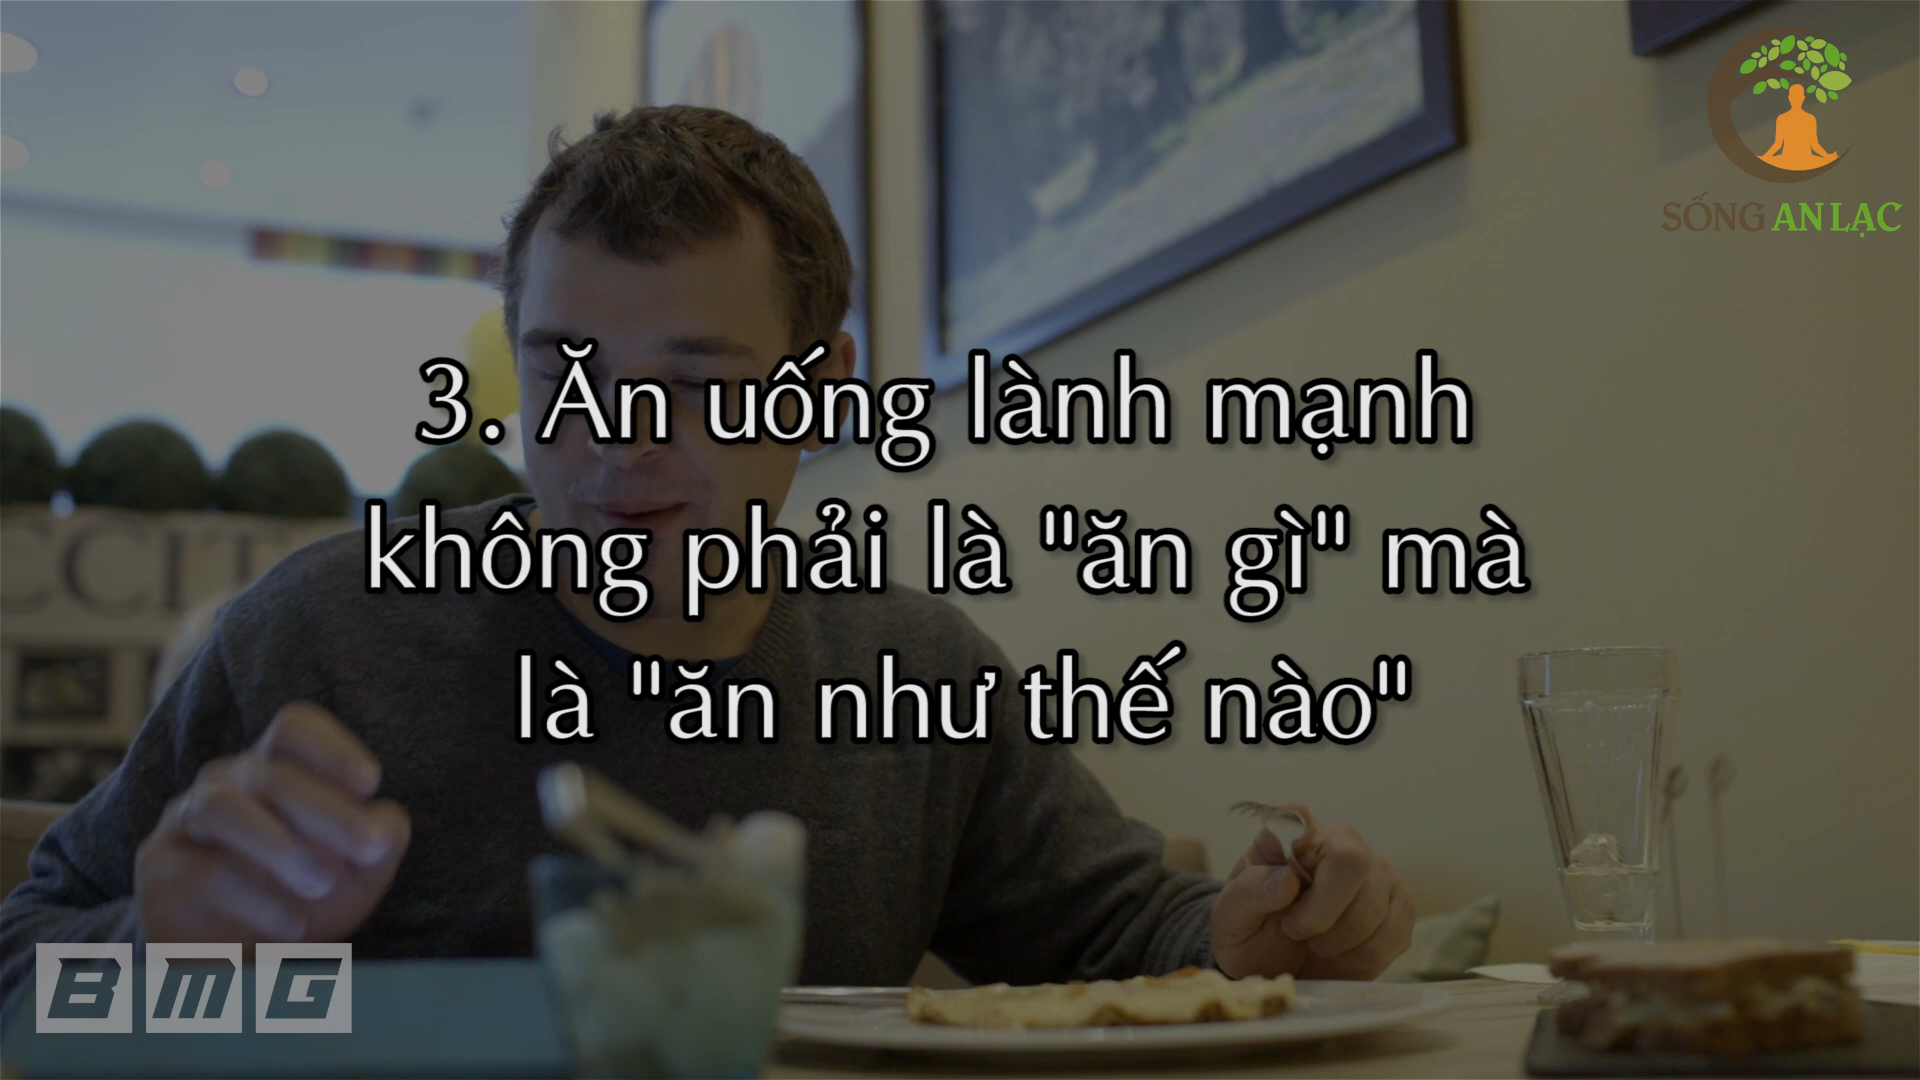 SỐNG AN LẠC
3. Ăn uống lành mạnh
không phải là "ăn gì" mà
là "ăn như thế nào"
CCIT
BMG